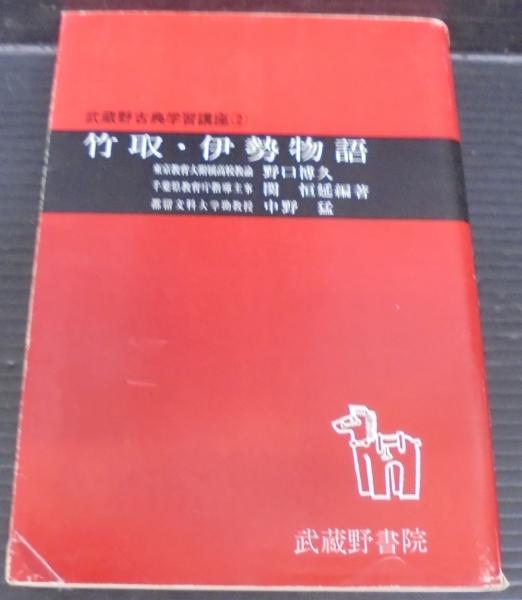 武蔵野古典学習講座〈2〉
竹取・伊勢物語
東京教育大附属高校教諭 野口博久
千葉県教育庁指導主事 関 恒延編著
都留文科大学助教授 中野 猛
武蔵野書院